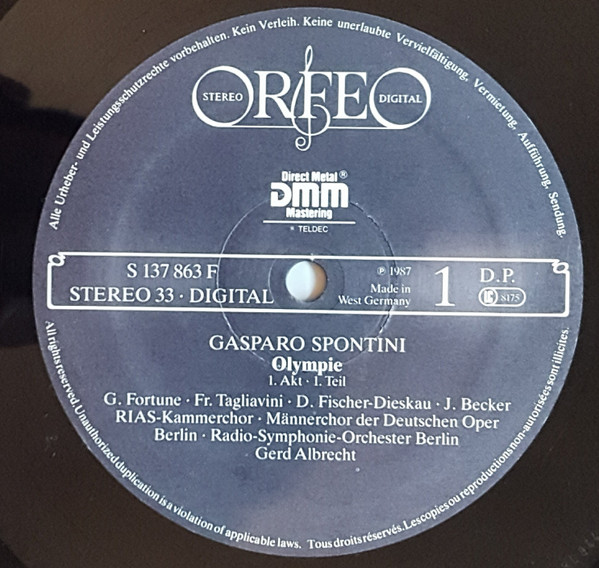 Alle Urheber- und Leistungsschutzrechte vorbehalten. Kein Verleih. Keine unerlaubte Vervielfältigung, Vermietung, Aufführung, Sendung.
ORFEO
STEREO DIGITAL
Direct Metal ®
DMM
Mastering
* TELDEC
S 137 863 F
STEREO 33 · DIGITAL
℗ 1987
Made in
West Germany
1
D.P.
LC 8175
GASPARO SPONTINI
Olympie
1. Akt · 1. Teil
G. Fortune · Fr. Tagliavini · D. Fischer-Dieskau · J. Becker
RIAS-Kammerchor · Männerchor der Deutschen Oper
Berlin · Radio-Symphonie-Orchester Berlin
Gerd Albrecht
All rights reserved. Unauthorized duplication is a violation of applicable laws. Tous droits réservés. Les copies ou reproductions non-autorisées sont illicites.